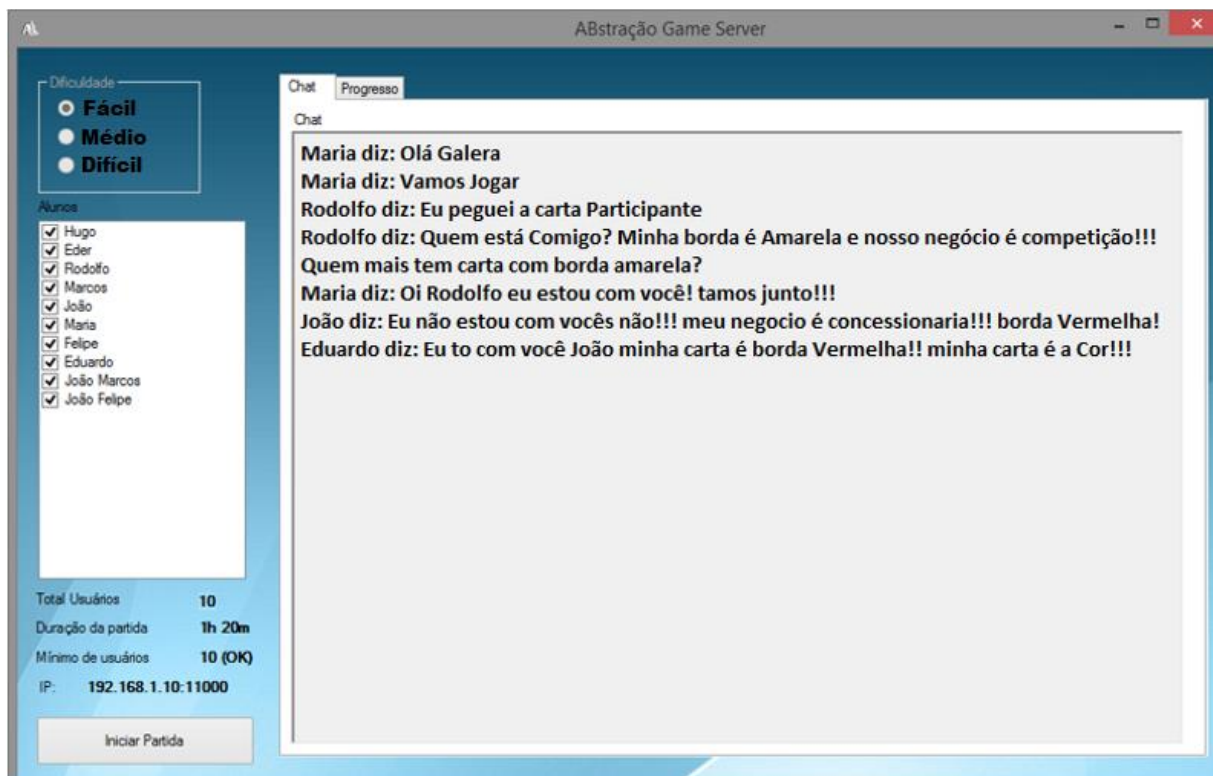 ABstração Game Server
Dificuldade
Fácil
Médio
Difícil
Alunos
Hugo
Eder
Rodolfo
Marcos
João
Maria
Felipe
Eduardo
João Marcos
João Felipe
Total Usuários 10
Duração da partida 1h 20m
Mínimo de usuários 10 (OK)
IP: 192.168.1.10:11000
Iniciar Partida
Chat Progresso
Chat
Maria diz: Olá Galera
Maria diz: Vamos Jogar
Rodolfo diz: Eu peguei a carta Participante
Rodolfo diz: Quem está Comigo? Minha borda é Amarela e nosso negócio é competição!!!
Quem mais tem carta com borda amarela?
Maria diz: Oi Rodolfo eu estou com você! tamos junto!!!
João diz: Eu não estou com vocês não!!! meu negocio é concessionaria!!! borda Vermelha!
Eduardo diz: Eu to com você João minha carta é borda Vermelha!! minha carta é a Cor!!!